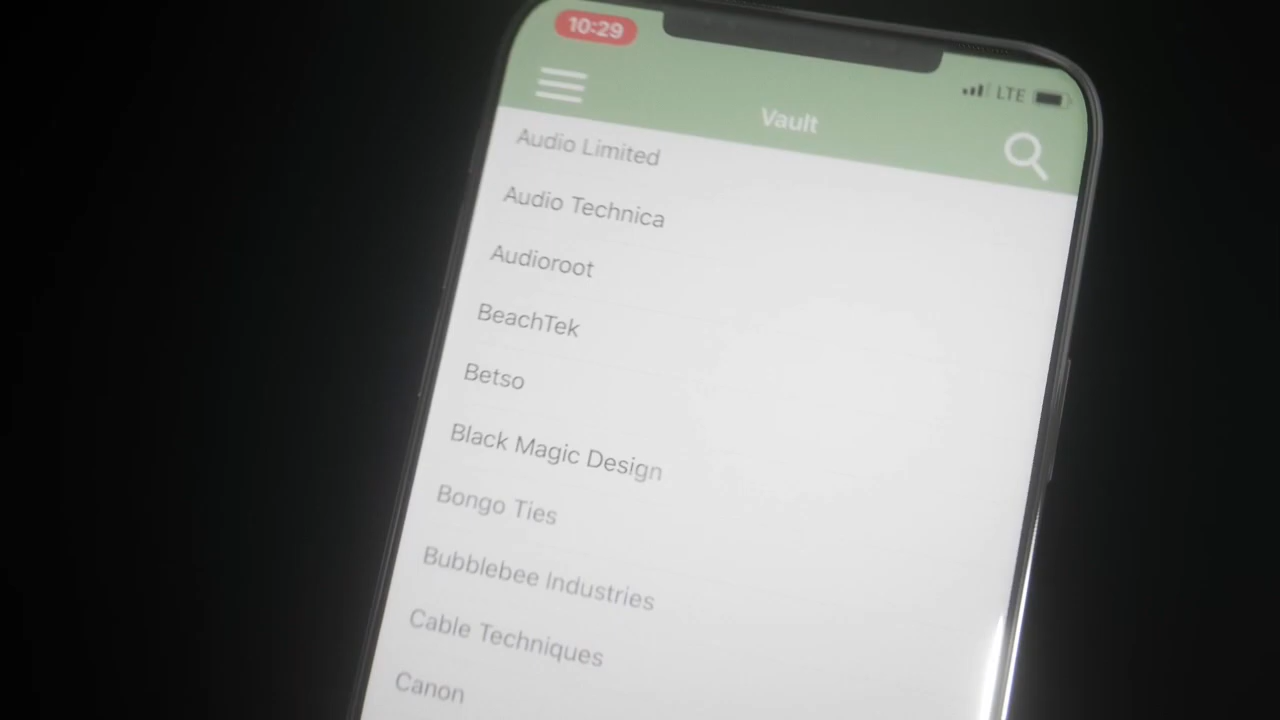 10:29
LTE
Vault
Audio Limited
Audio Technica
Audioroot
BeachTek
Betso
Black Magic Design
Bongo Ties
Bubblebee Industries
Cable Techniques
Canon